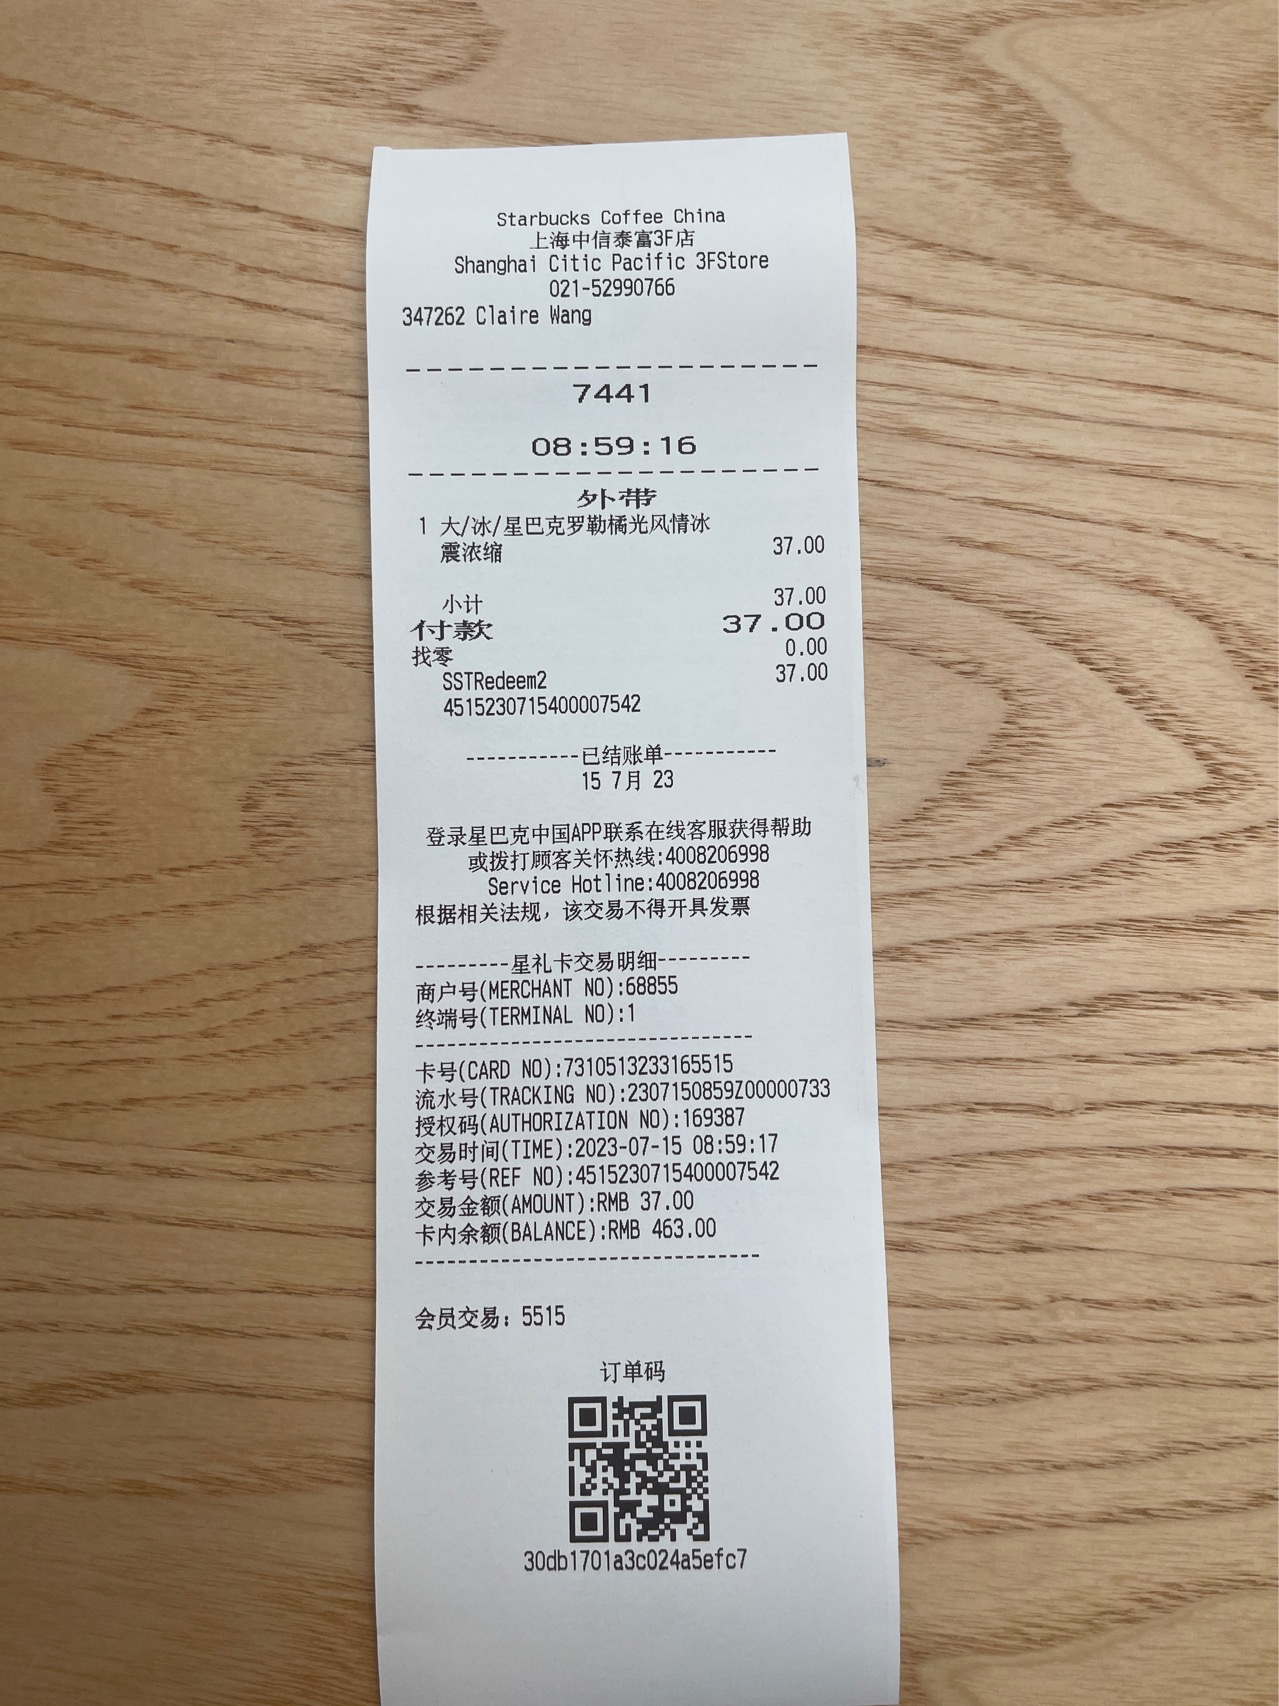 Starbucks Coffee China
上海中信泰富3F店
Shanghai Citic Pacific 3FStore
021-52990766
347262 Claire Wang
--------------------
7441
08:59:16
--------------------
外带
1 大/冰/星巴克罗勒橘光风情冰
震浓缩 37.00
小计 37.00
付款 37.00
找零 0.00
SSTRedeem2 37.00
4515230715400007542
-----------已结账单-----------
15 7月 23
登录星巴克中国APP联系在线客服获得帮助
或拨打顾客关怀热线:4008206998
Service Hotline:4008206998
根据相关法规，该交易不得开具发票
---------星礼卡交易明细---------
商户号(MERCHANT NO):68855
终端号(TERMINAL NO):1
--------------------------------
卡号(CARD NO):7310513233165515
流水号(TRACKING NO):2307150859Z00000733
授权码(AUTHORIZATION NO):169387
交易时间(TIME):2023-07-15 08:59:17
参考号(REF NO):4515230715400007542
交易金额(AMOUNT):RMB 37.00
卡内余额(BALANCE):RMB 463.00
--------------------------------
会员交易：5515
订单码
30db1701a3c024a5efc7